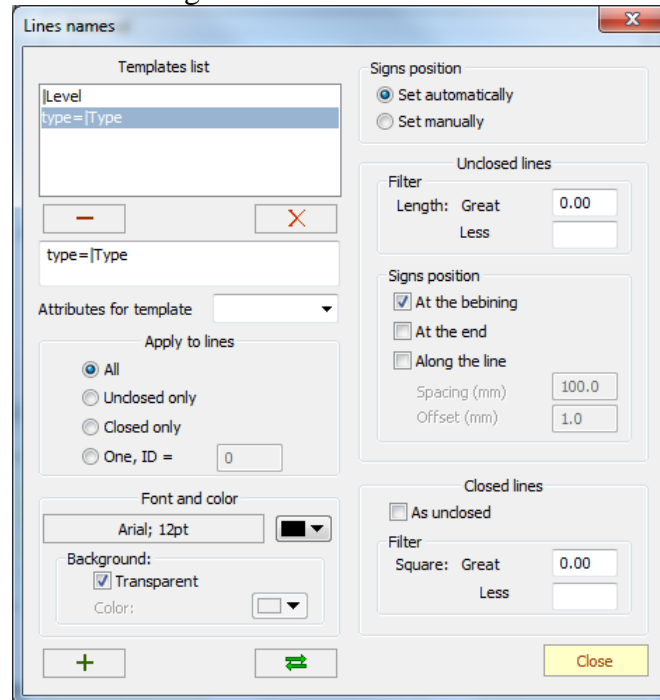 Lines names
Templates list
|Level
type=|Type
type=|Type
Attributes for template
Apply to lines
All
Unclosed only
Closed only
One, ID =
0
Font and color
Arial; 12pt
Background:
Transparent
Color:
Signs position
Set automatically
Set manually
Unclosed lines
Filter
Length: Great 0.00
Less
Signs position
At the bebining
At the end
Along the line
Spacing (mm) 100.0
Offset (mm) 1.0
Closed lines
As unclosed
Filter
Square: Great 0.00
Less
Close